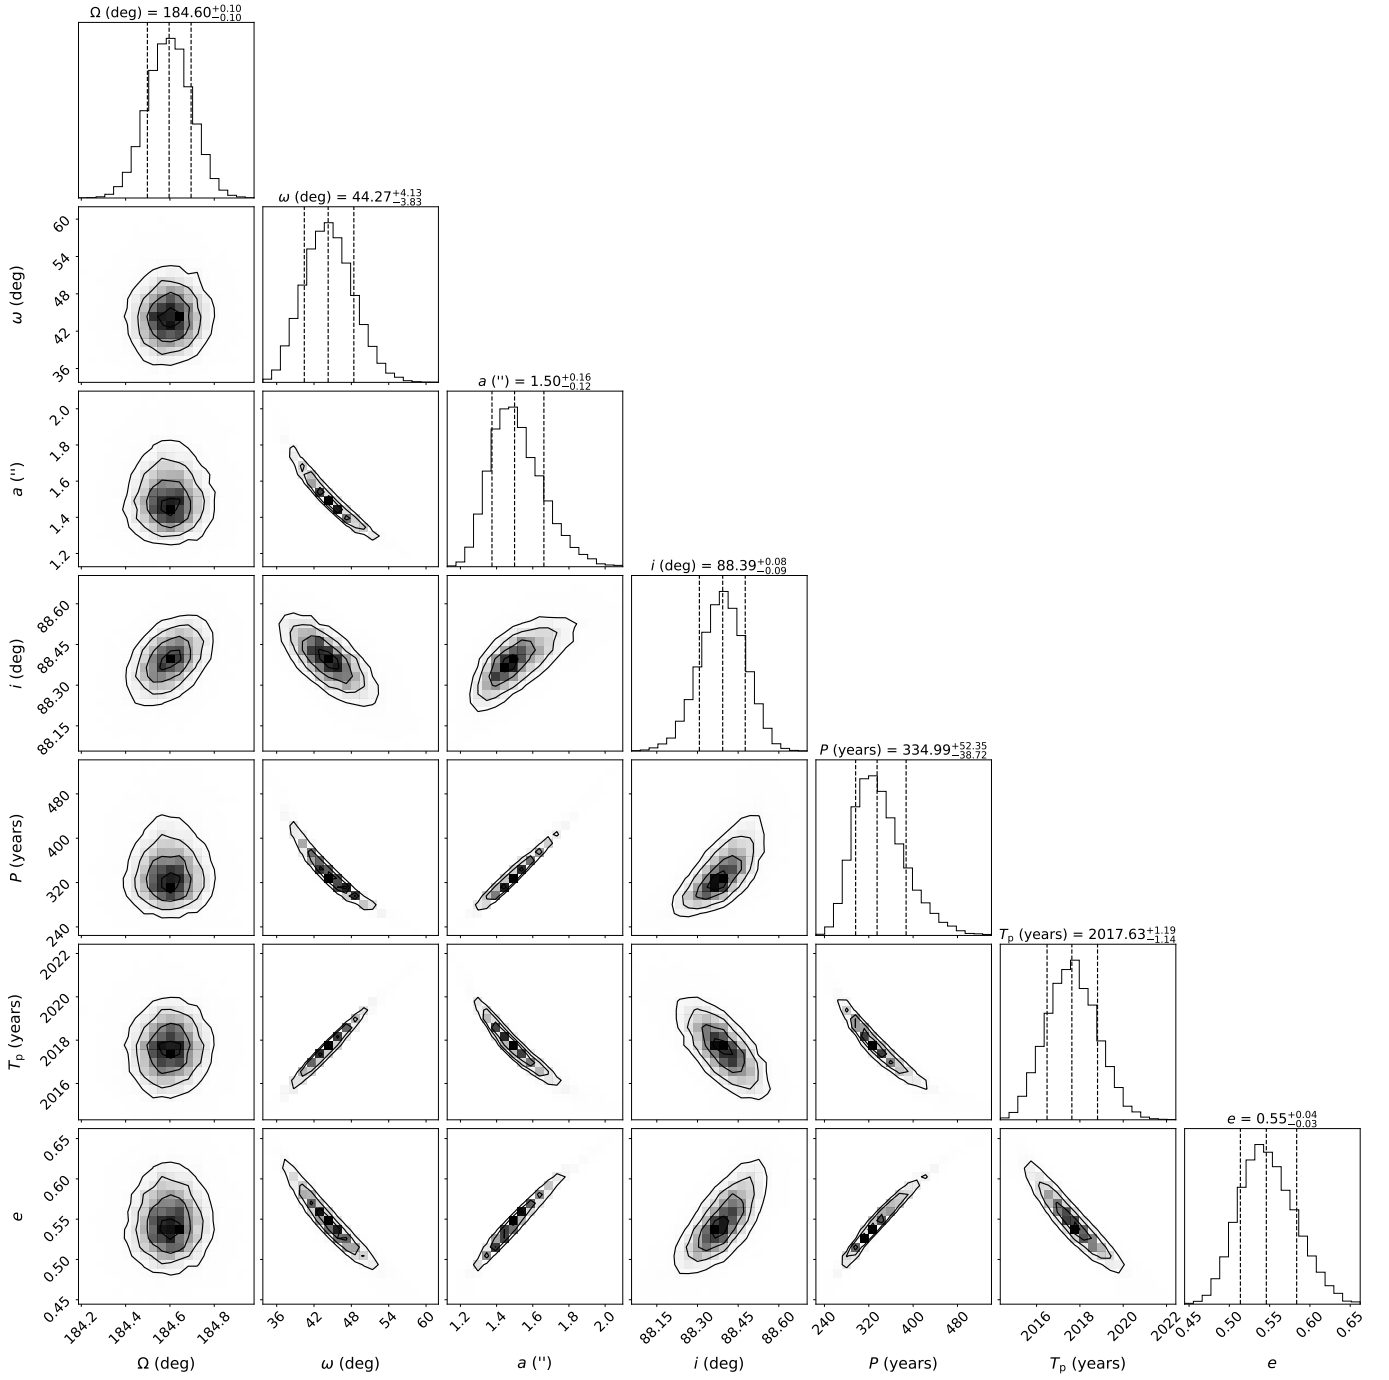 Ω (deg) = 184.60+0.10−0.10
ω (deg) = 44.27+4.13−3.83
60
54
48
42
36
ω (deg)
a ('') = 1.50+0.16−0.12
2.0
1.8
1.6
1.4
1.2
a ('')
i (deg) = 88.39+0.08−0.09
88.60
88.45
88.30
88.15
i (deg)
P (years) = 334.99+52.35−38.72
480
400
320
240
P (years)
Tp (years) = 2017.63+1.19−1.14
2022
2020
2018
2016
Tp (years)
e = 0.55+0.04−0.03
0.65
0.60
0.55
0.50
0.45
e
184.2 184.4 184.6 184.8 36 42 48 54 60 1.2 1.4 1.6 1.8 2.0 88.15 88.30 88.45 88.60 240 320 400 480 2016 2018 2020 2022 0.45 0.50 0.55 0.60 0.65
Ω (deg) ω (deg) a ('') i (deg) P (years) Tp (years) e